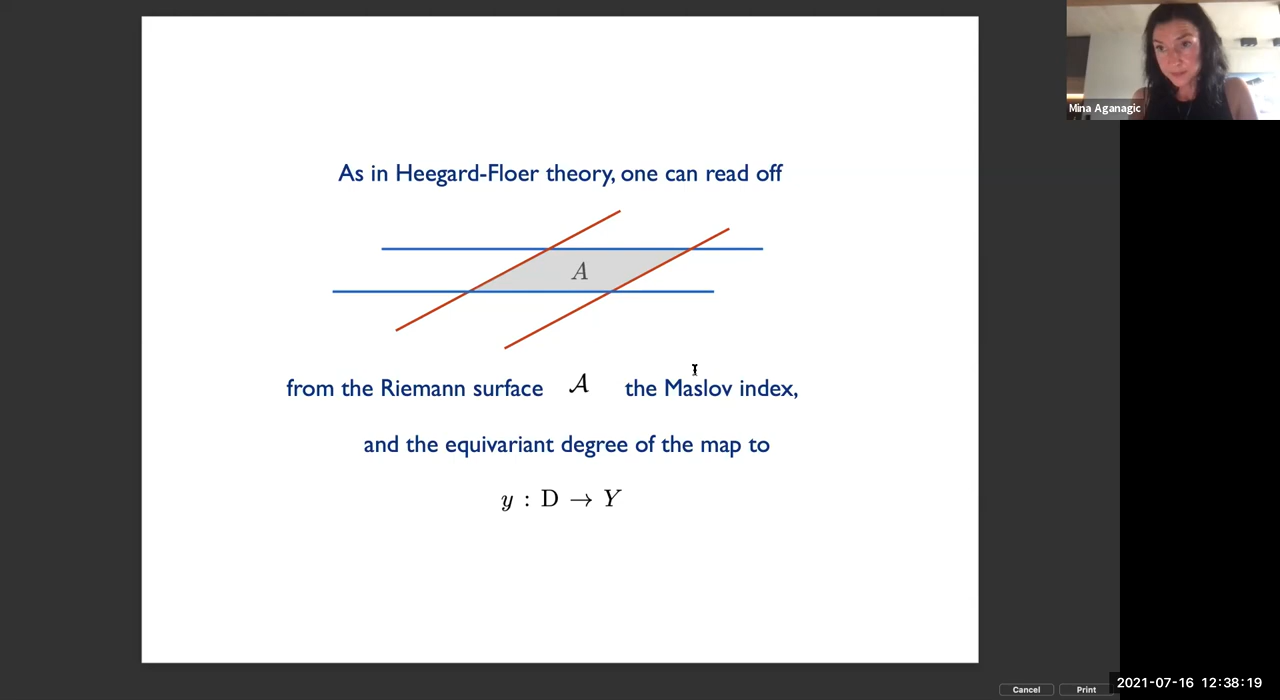 As in Heegard-Floer theory, one can read off
A
from the Riemann surface 𝒜 the Maslov index,
and the equivariant degree of the map to
y : D → Y
Mina Aganagic
Cancel Print 2021-07-16 12:38:19